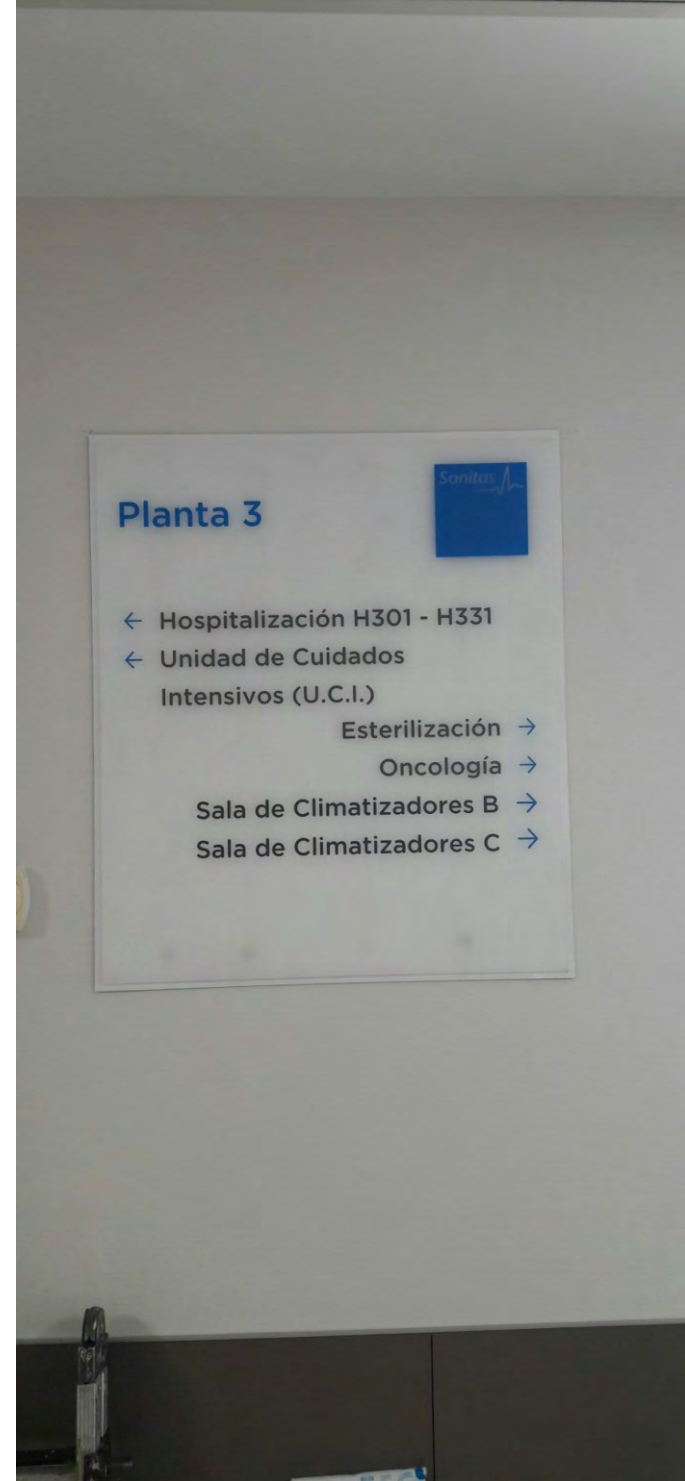 Sanitas
Planta 3
← Hospitalización H301 - H331
← Unidad de Cuidados
Intensivos (U.C.I.)
Esterilización →
Oncología →
Sala de Climatizadores B →
Sala de Climatizadores C →